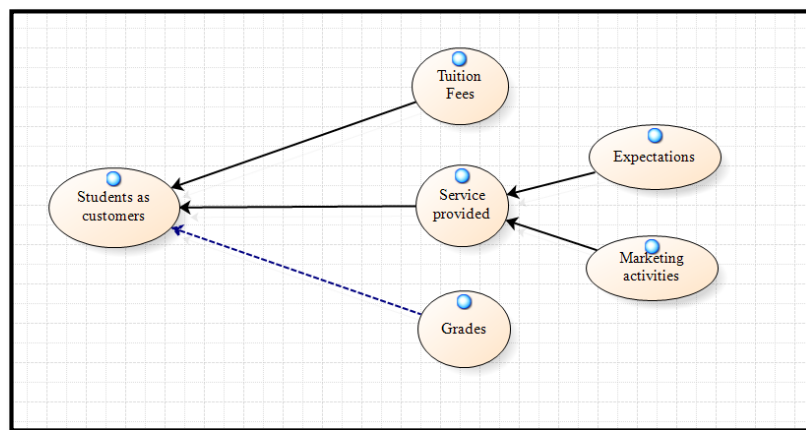 Tuition
Fees
Expectations
Students as
customers
Service
provided
Marketing
activities
Grades